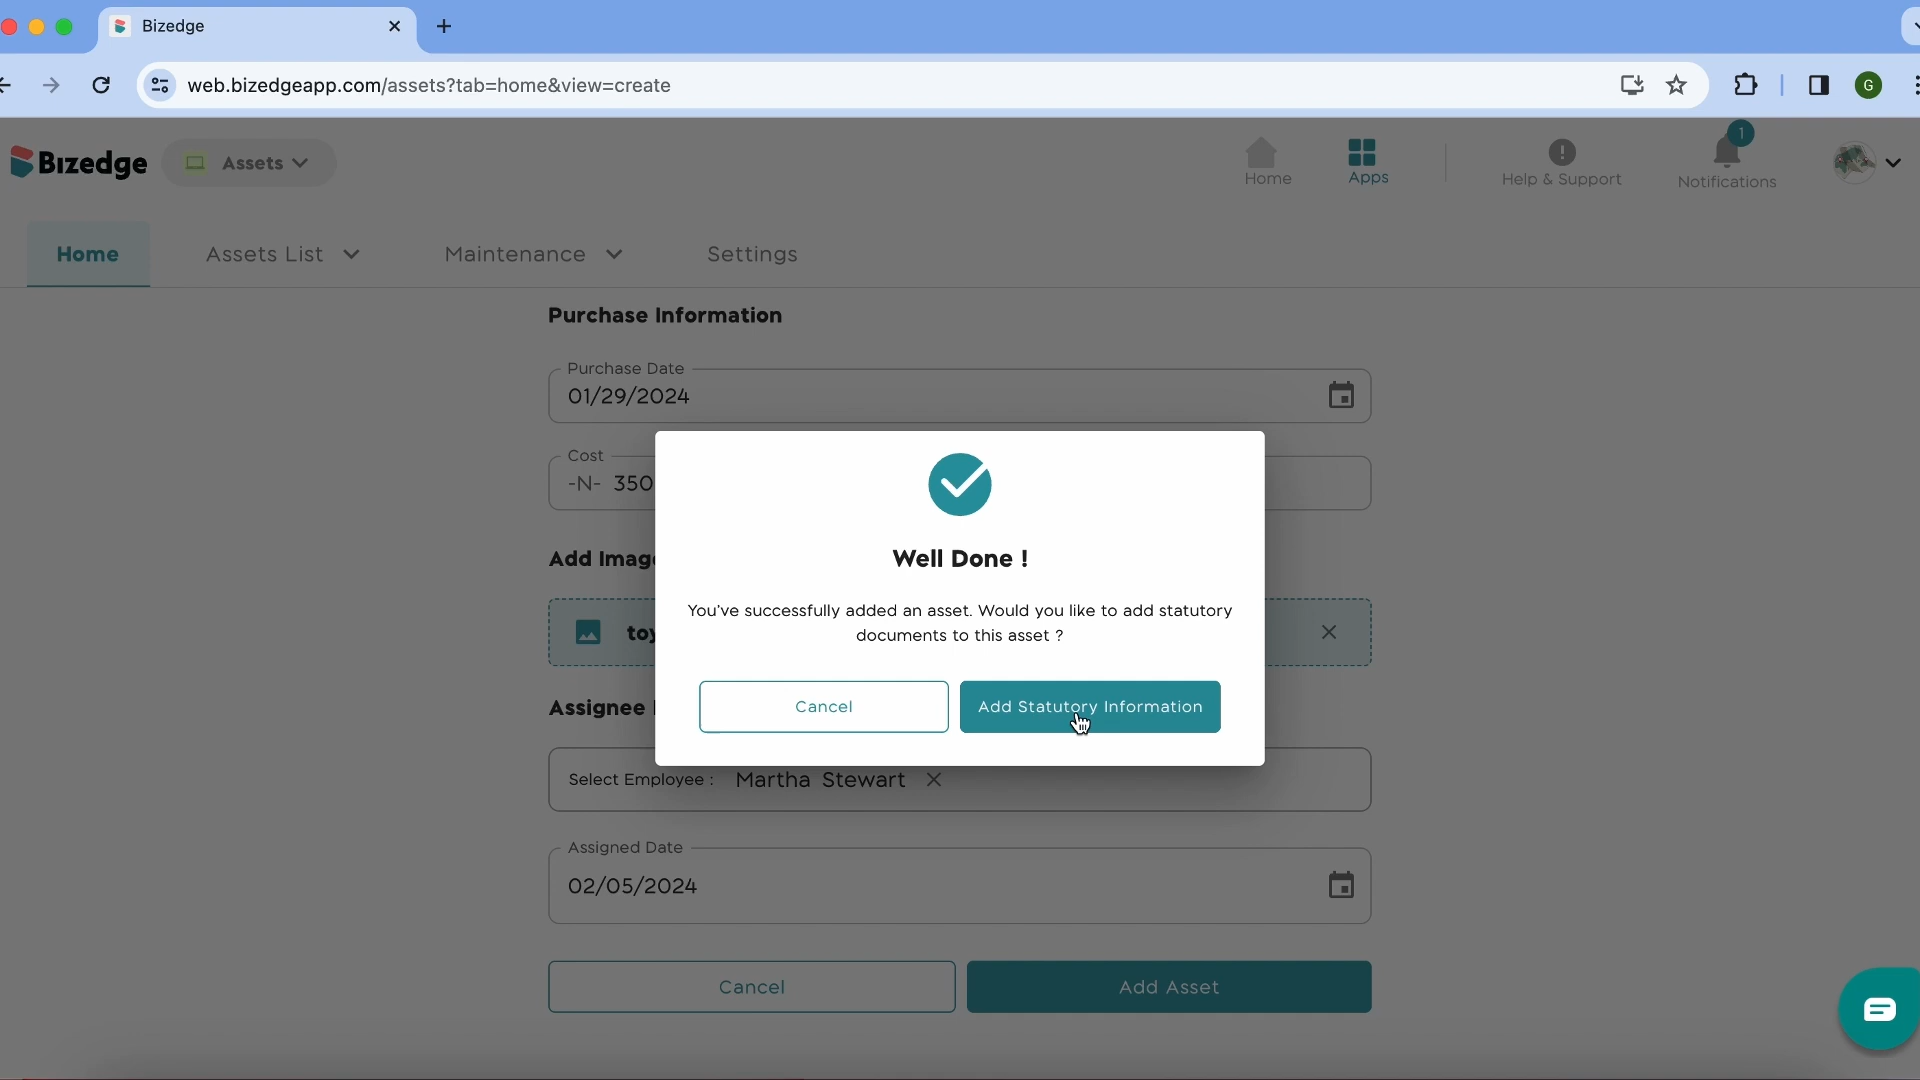 Bizedge
web.bizedgeapp.com/assets?tab=home&view=create
G
Bizedge
Assets
Home
Apps
Help & Support
1
Notifications
Home
Assets List
Maintenance
Settings
Purchase Information
Purchase Date
01/29/2024
Cost
-N- 350
Add Image
toy
Assignee
Well Done !
You've successfully added an asset. Would you like to add statutory
documents to this asset ?
Cancel
Add Statutory Information
Select Employee : Martha Stewart
Assigned Date
02/05/2024
Cancel
Add Asset